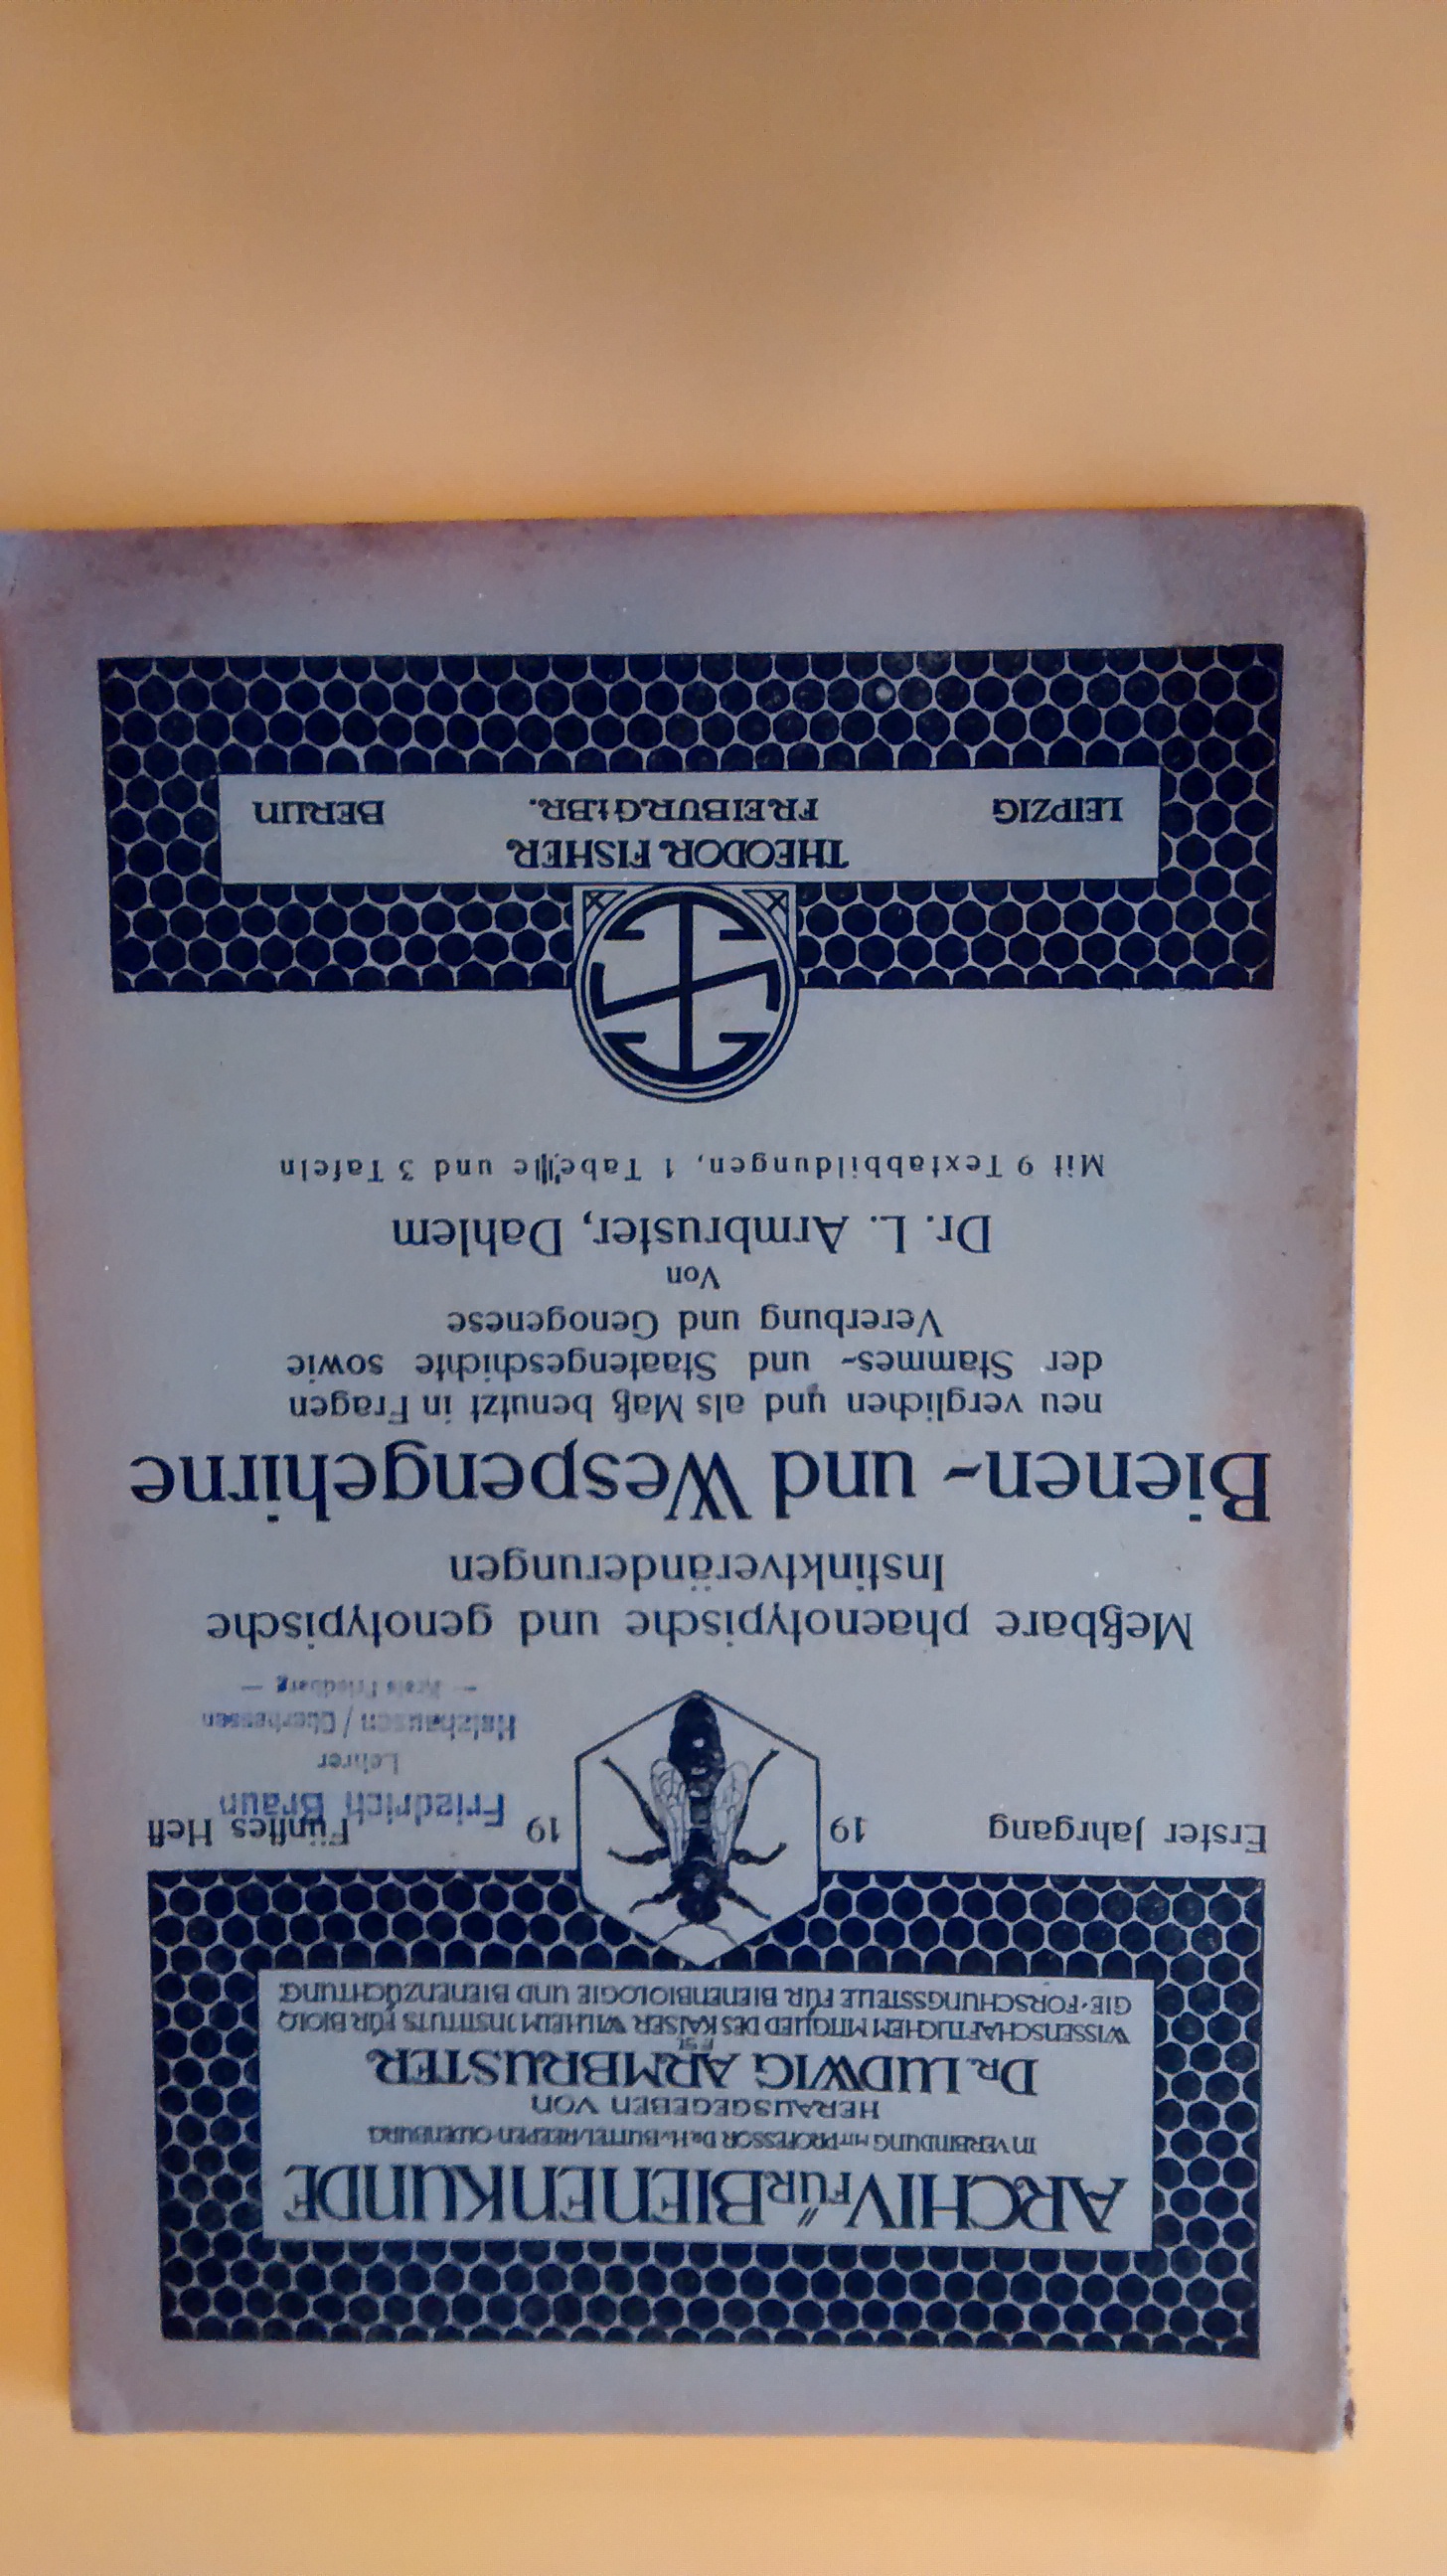 ARCHIV FÜR BIENENKUNDE
IN VERBINDUNG MIT PROFESSOR DR. H. v. BUTTEL-REEPEN-OLDENBURG
HERAUSGEGEBEN VON
DR. LUDWIG ARMBRUSTER
WISSENSCHAFTLICHEM MITGLIED DES KAISER WILHELM INSTITUTS FÜR BIOLO
GIE·FORSCHUNGSSTELLE FÜR BIENENBIOLOGIE UND BIENENZÜCHTUNG
Erster Jahrgang 19 19 Fünftes Heft
Friedrich Braun
Lehrer
Holzhausen / Oberhessen
— Kreis Friedberg —
Meßbare phaenotypische und genotypische
Instinktveränderungen
Bienen- und Wespengehirne
neu verglichen und als Maß benutzt in Fragen
der Stammes- und Staatengeschichte sowie
Vererbung und Genogenese
Von
Dr. L. Armbruster, Dahlem
Mit 9 Textabbildungen, 1 Tabelle und 3 Tafeln
THEODOR FISHER
LEIPZIG FREIBURG i. BR. BERLIN